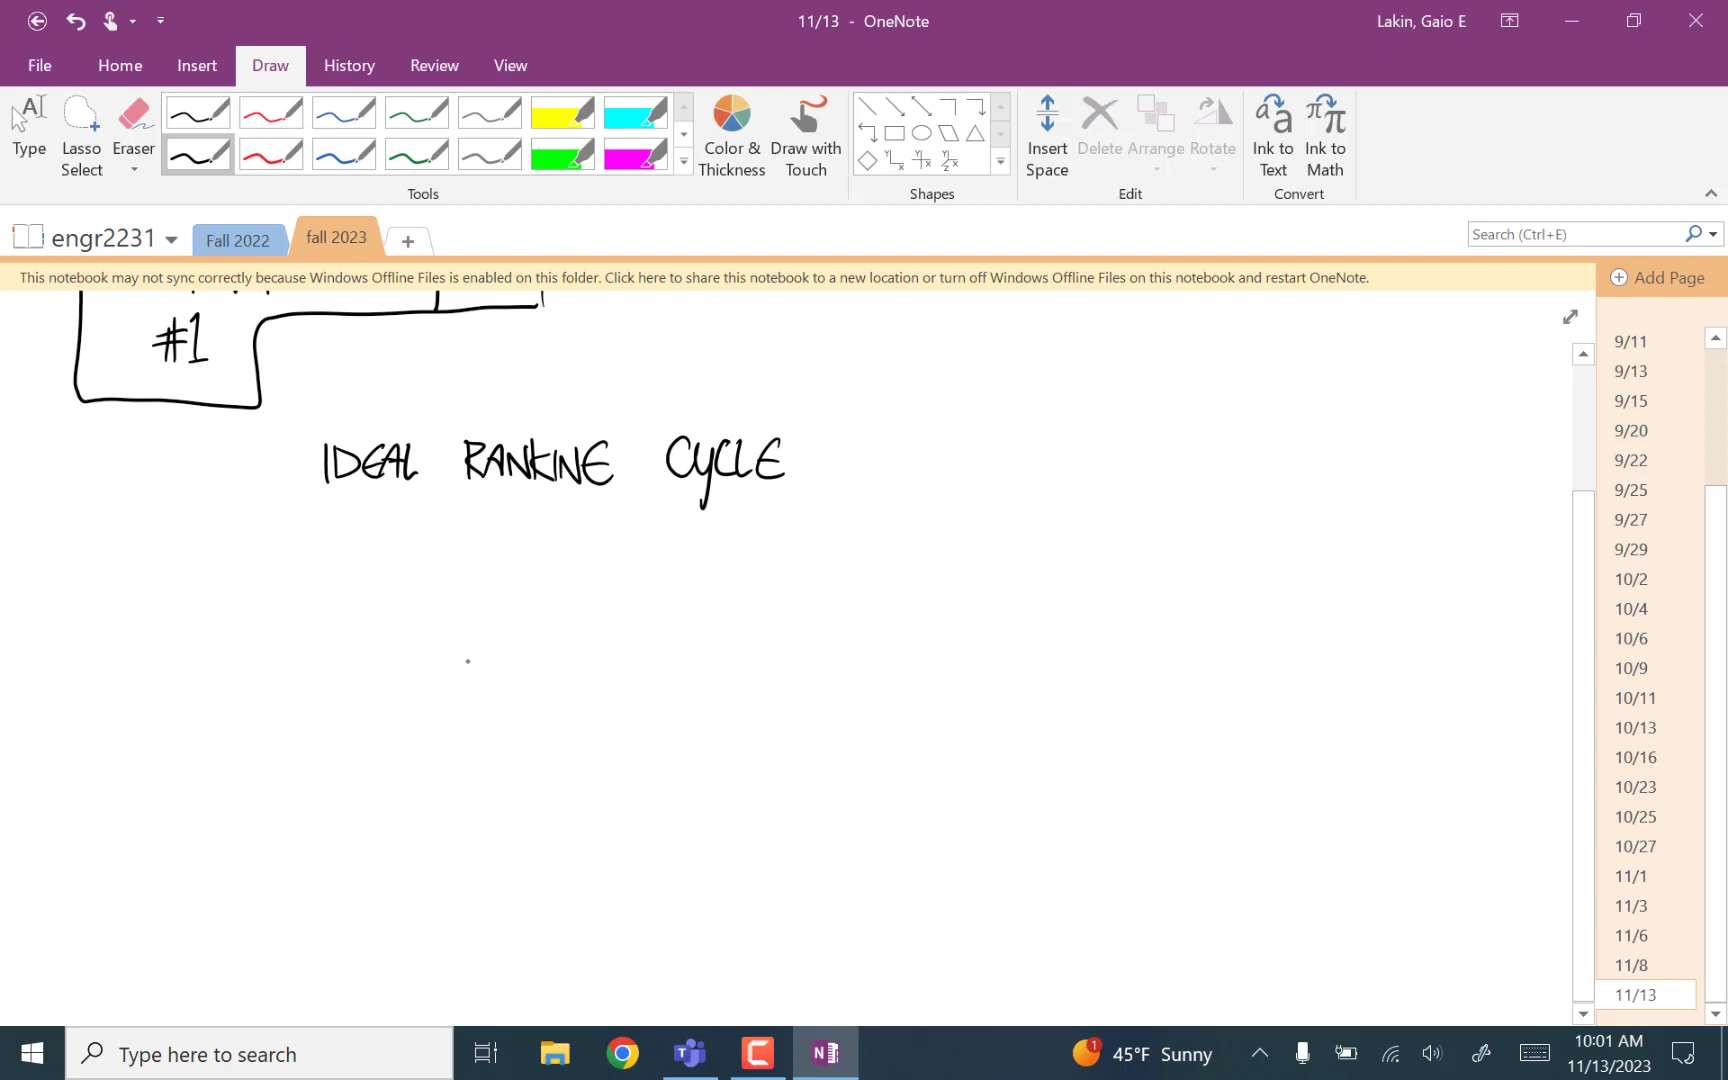 11/13 - OneNote
Lakin, Gaio E
File Home Insert Draw History Review View
Type
Lasso Select
Eraser
Color & Thickness
Draw with Touch
Insert Space
Delete
Arrange
Rotate
Ink to Text
Ink to Math
Tools
Shapes
Edit
Convert
engr2231
Fall 2022
fall 2023
Search (Ctrl+E)
This notebook may not sync correctly because Windows Offline Files is enabled on this folder. Click here to share this notebook to a new location or turn off Windows Offline Files on this notebook and restart OneNote.
Add Page
#1
IDEAL RANKINE CYCLE
9/11
9/13
9/15
9/20
9/22
9/25
9/27
9/29
10/2
10/4
10/6
10/9
10/11
10/13
10/16
10/23
10/25
10/27
11/1
11/3
11/6
11/8
11/13
Type here to search
45°F Sunny
10:01 AM
11/13/2023